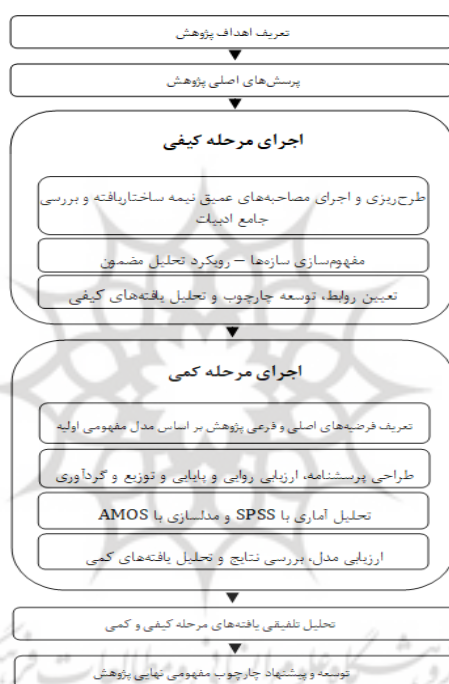 تعریف اهداف پژوهش
پرسش‌های اصلی پژوهش
اجرای مرحله کیفی
طرح‌ریزی و اجرای مصاحبه‌های عمیق نیمه ساختاریافته و بررسی
جامع ادبیات
مفهوم‌سازی سازه‌ها – رویکرد تحلیل مضمون
تعیین روابط، توسعه چارچوب و تحلیل یافته‌های کیفی
اجرای مرحله کمی
تعریف فرضیه‌های اصلی و فرعی پژوهش بر اساس مدل مفهومی اولیه
طراحی پرسشنامه، ارزیابی روایی و پایایی و توزیع و گردآوری
تحلیل آماری با SPSS و مدلسازی با AMOS
ارزیابی مدل، بررسی نتایج و تحلیل یافته‌های کمی
تحلیل تلفیقی یافته‌های مرحله کیفی و کمی
توسعه و پیشنهاد چارچوب مفهومی نهایی پژوهش